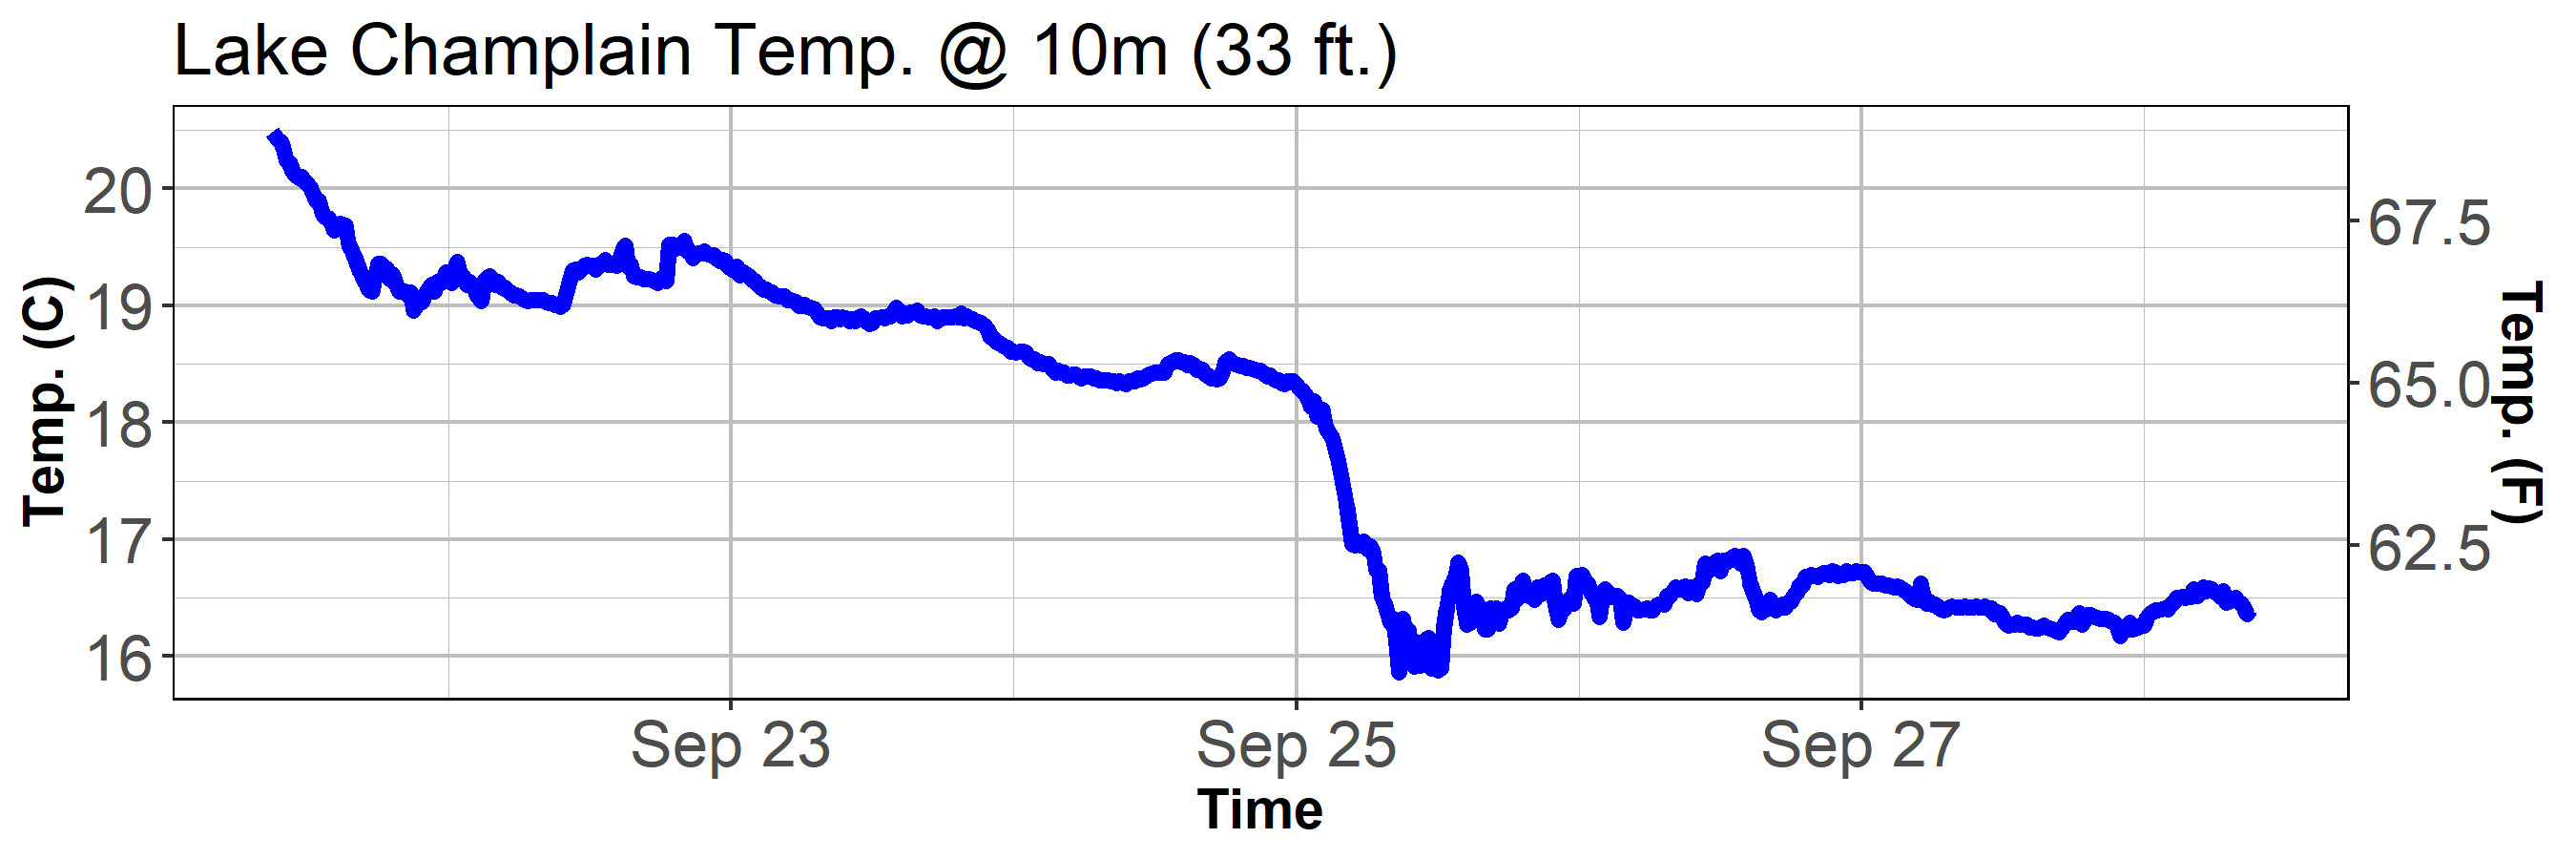 Lake Champlain Temp. @ 10m (33 ft.)
Temp. (C)
20
19
18
17
16
67.5
65.0
62.5
Temp. (F)
Sep 23 Sep 25 Sep 27
Time